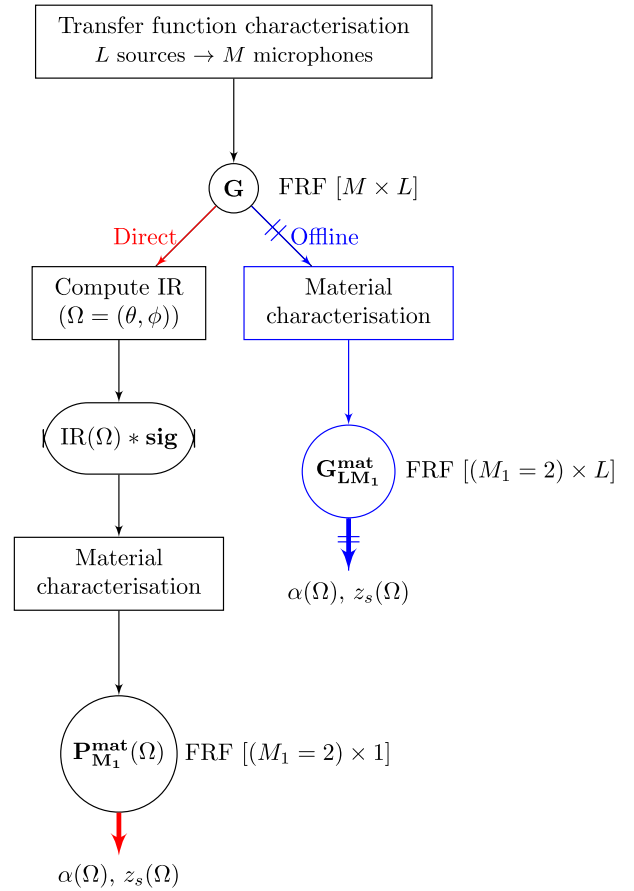 Transfer function characterisation
L sources → M microphones
G
FRF [M × L]
Direct
Offline
Compute IR
(Ω = (θ, ϕ))
Material
characterisation
IR(Ω) ∗ sig
G^mat_LM₁
FRF [(M₁ = 2) × L]
Material
characterisation
α(Ω), z_s(Ω)
P^mat_M₁(Ω)
FRF [(M₁ = 2) × 1]
α(Ω), z_s(Ω)